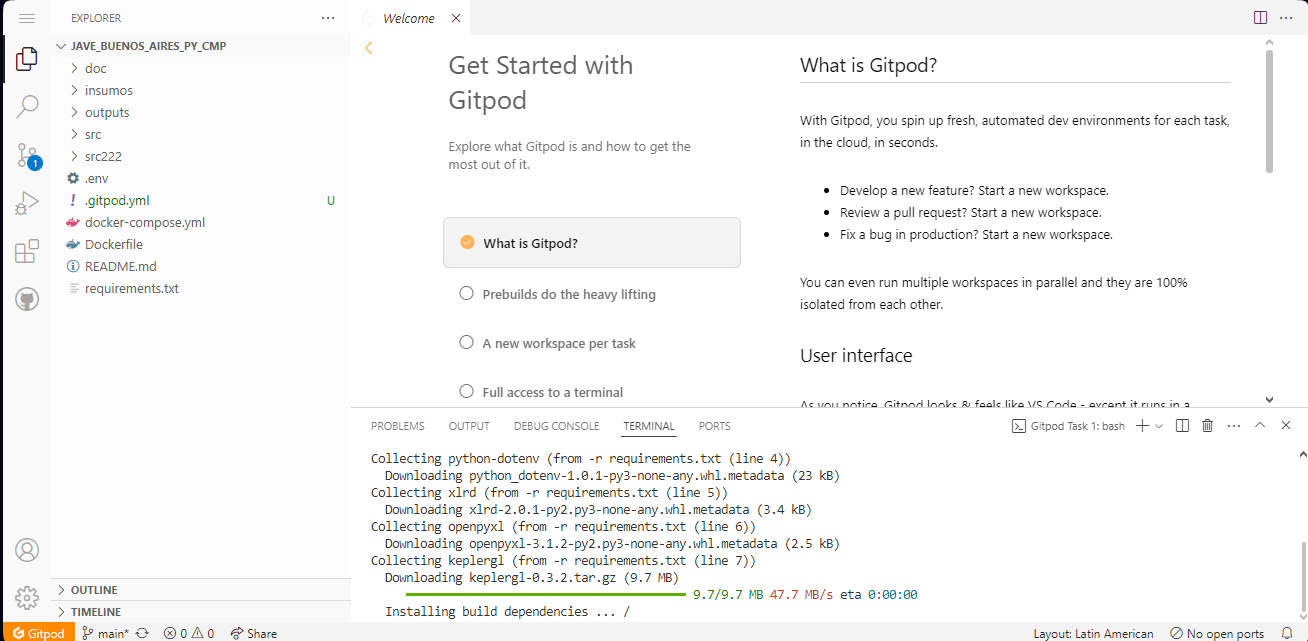 EXPLORER
JAVE_BUENOS_AIRES_PY_CMP
doc
insumos
outputs
src
src222
.env
.gitpod.yml U
docker-compose.yml
Dockerfile
README.md
requirements.txt
OUTLINE
TIMELINE
1
Welcome
Get Started with
Gitpod
Explore what Gitpod is and how to get the
most out of it.
What is Gitpod?
Prebuilds do the heavy lifting
A new workspace per task
Full access to a terminal
What is Gitpod?
With Gitpod, you spin up fresh, automated dev environments for each task,
in the cloud, in seconds.
• Develop a new feature? Start a new workspace.
• Review a pull request? Start a new workspace.
• Fix a bug in production? Start a new workspace.
You can even run multiple workspaces in parallel and they are 100%
isolated from each other.
User interface
As you notice, Gitpod looks & feels like VS Code - except it runs in a
PROBLEMS OUTPUT DEBUG CONSOLE TERMINAL PORTS
Gitpod Task 1: bash
Collecting python-dotenv (from -r requirements.txt (line 4))
Downloading python_dotenv-1.0.1-py3-none-any.whl.metadata (23 kB)
Collecting xlrd (from -r requirements.txt (line 5))
Downloading xlrd-2.0.1-py2.py3-none-any.whl.metadata (3.4 kB)
Collecting openpyxl (from -r requirements.txt (line 6))
Downloading openpyxl-3.1.2-py2.py3-none-any.whl.metadata (2.5 kB)
Collecting keplergl (from -r requirements.txt (line 7))
Downloading keplergl-0.3.2.tar.gz (9.7 MB)
9.7/9.7 MB 47.7 MB/s eta 0:00:00
Installing build dependencies ... /
Gitpod main* 0 0 Share Layout: Latin American No open ports